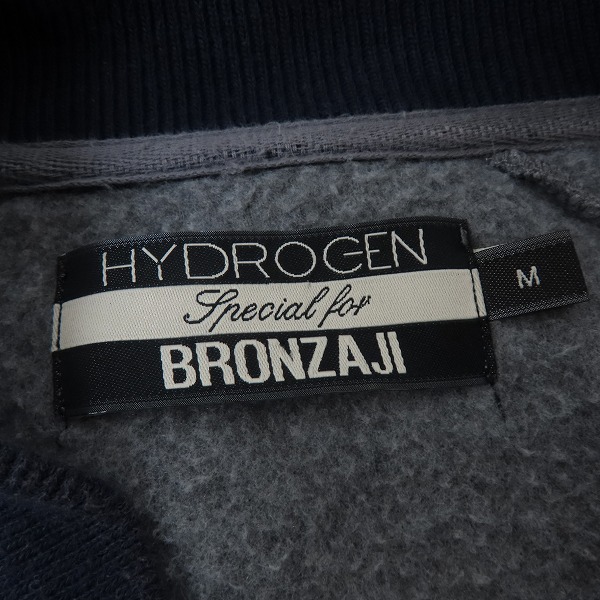 HYDROGEN
Special for
BRONZAJI
M